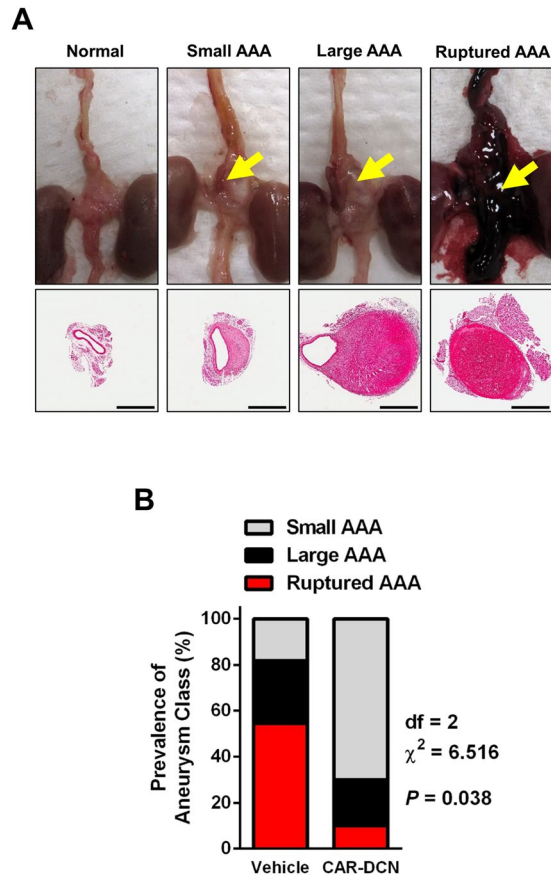 A
Normal Small AAA Large AAA Ruptured AAA
B
Small AAA
Large AAA
Ruptured AAA
Prevalence of
Aneurysm Class (%)
100
80
60
40
20
0
Vehicle CAR-DCN
df = 2
χ² = 6.516
P = 0.038